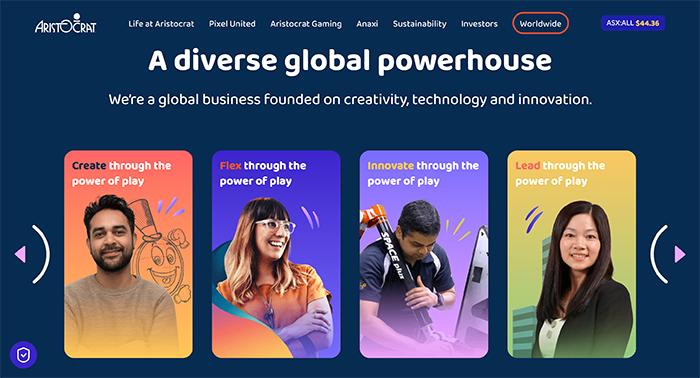 ARISTOCRAT
Life at Aristocrat
Pixel United
Aristocrat Gaming
Anaxi
Sustainability
Investors
Worldwide
ASX:ALL $44.36
A diverse global powerhouse
We're a global business founded on creativity, technology and innovation.
Create through the
power of play
Flex through the
power of play
Innovate through the
power of play
SPACE plus
Lead through the
power of play